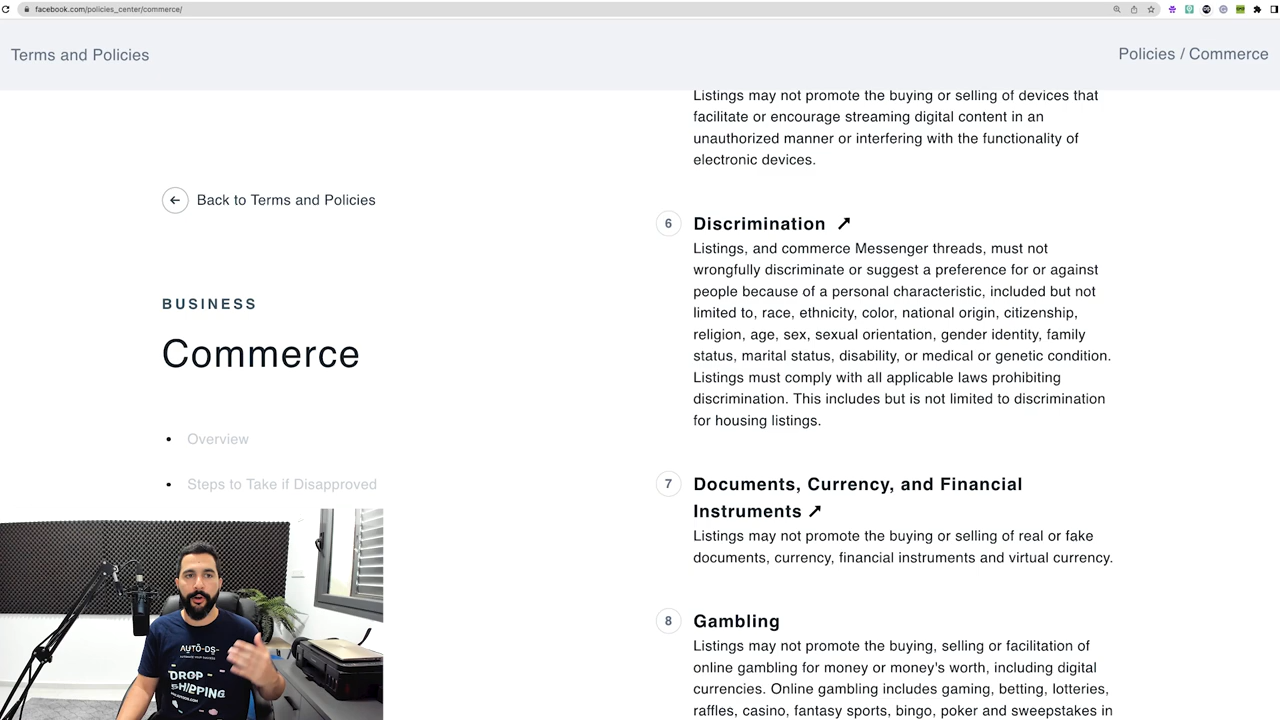 facebook.com/policies_center/commerce/
Terms and Policies
Policies / Commerce
Back to Terms and Policies
BUSINESS
Commerce
• Overview
• Steps to Take if Disapproved
Listings may not promote the buying or selling of devices that
facilitate or encourage streaming digital content in an
unauthorized manner or interfering with the functionality of
electronic devices.
6 Discrimination ↗
Listings, and commerce Messenger threads, must not
wrongfully discriminate or suggest a preference for or against
people because of a personal characteristic, included but not
limited to, race, ethnicity, color, national origin, citizenship,
religion, age, sex, sexual orientation, gender identity, family
status, marital status, disability, or medical or genetic condition.
Listings must comply with all applicable laws prohibiting
discrimination. This includes but is not limited to discrimination
for housing listings.
7 Documents, Currency, and Financial
Instruments ↗
Listings may not promote the buying or selling of real or fake
documents, currency, financial instruments and virtual currency.
8 Gambling
Listings may not promote the buying, selling or facilitation of
online gambling for money or money's worth, including digital
currencies. Online gambling includes gaming, betting, lotteries,
raffles, casino, fantasy sports, bingo, poker and sweepstakes in
AUTO-DS-
DROP
SHIPPING